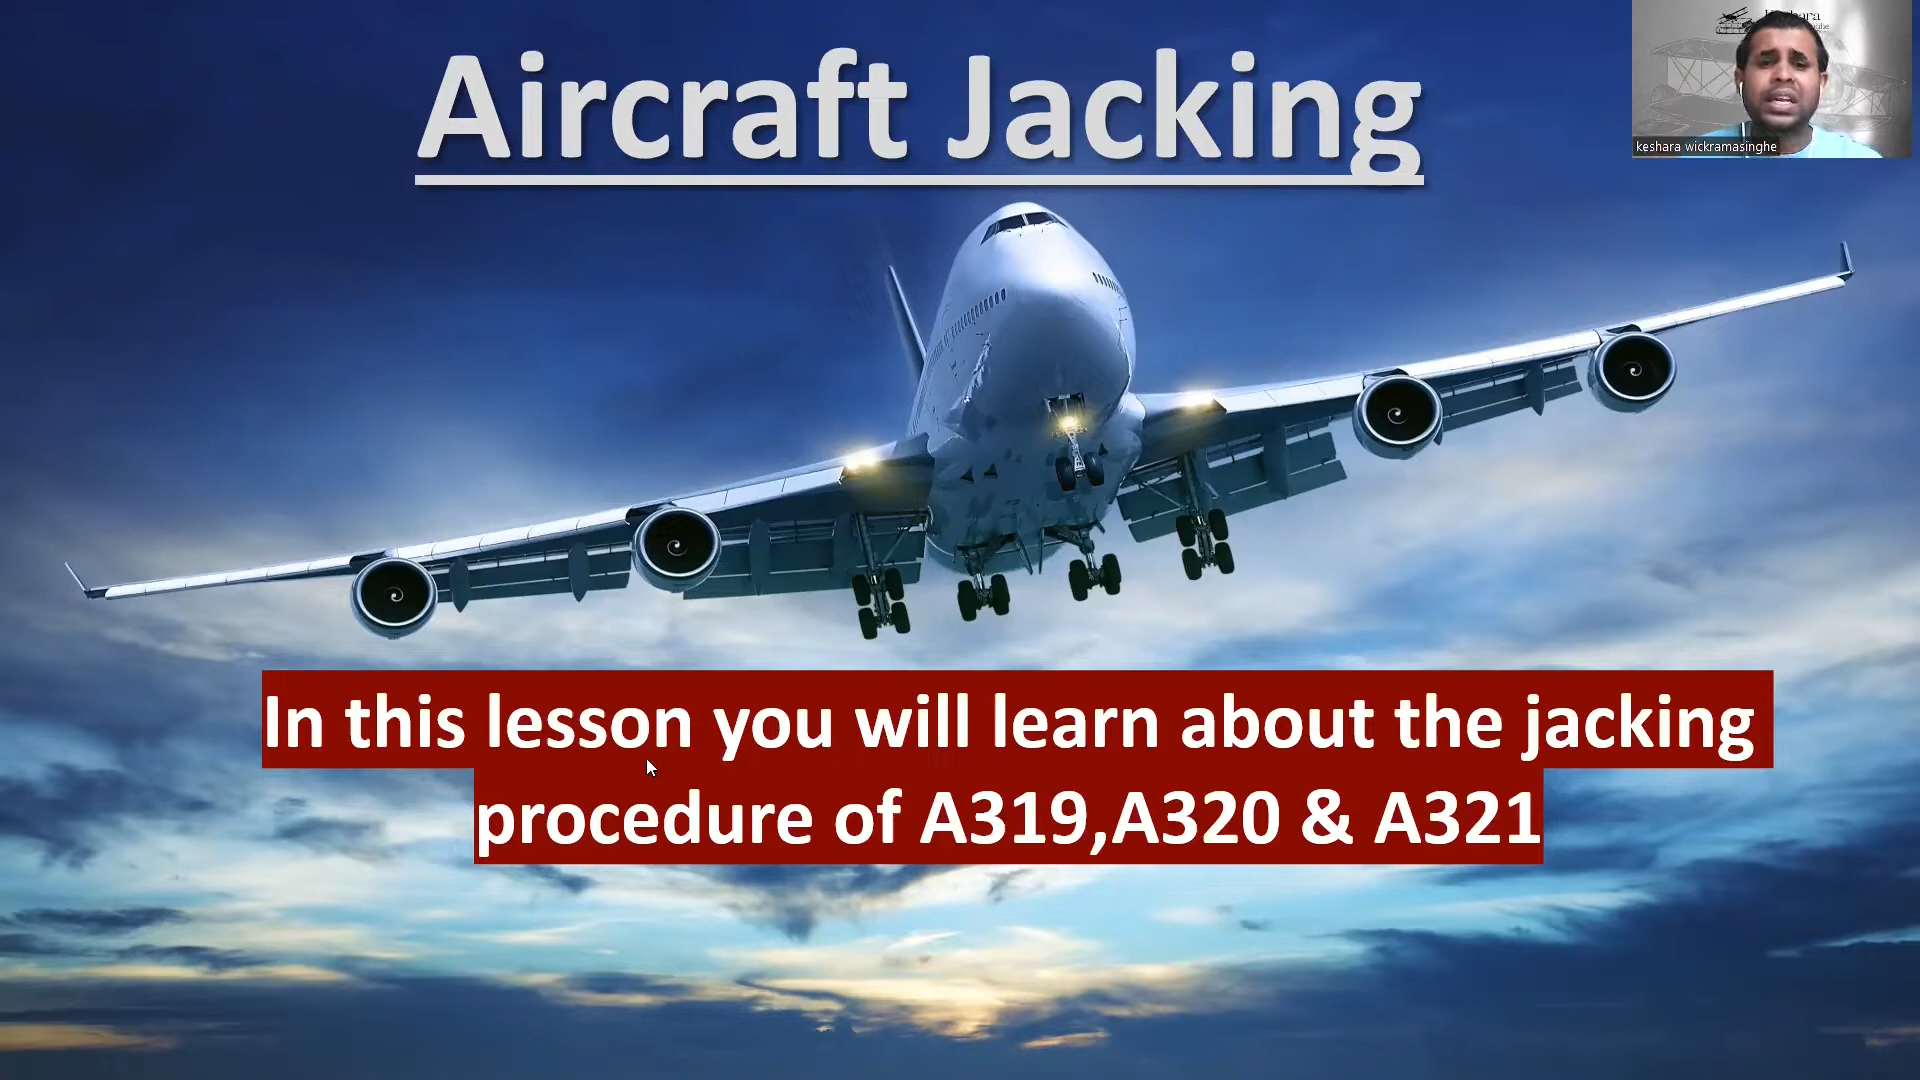 Aircraft Jacking
keshara wickramasinghe
In this lesson you will learn about the jacking
procedure of A319,A320 & A321